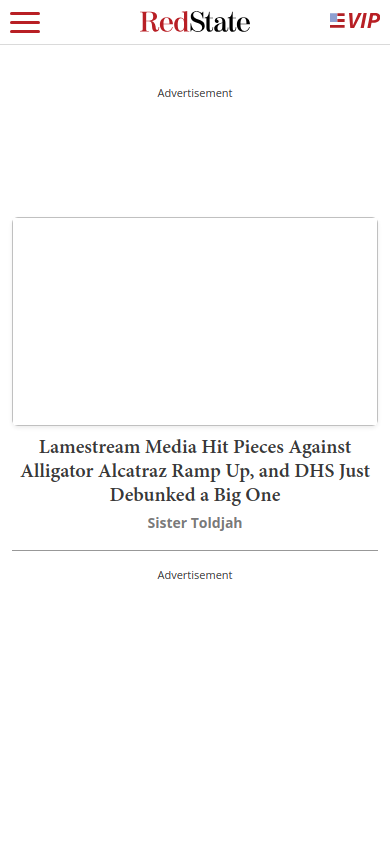 RedState
VIP
Advertisement
Lamestream Media Hit Pieces Against
Alligator Alcatraz Ramp Up, and DHS Just
Debunked a Big One
Sister Toldjah
Advertisement